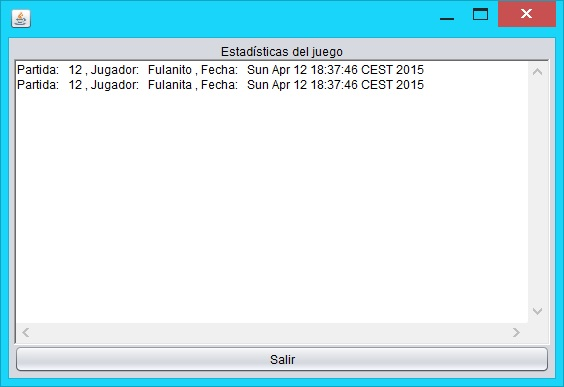 Estadísticas del juego
Partida: 12 , Jugador: Fulanito , Fecha: Sun Apr 12 18:37:46 CEST 2015
Partida: 12 , Jugador: Fulanita , Fecha: Sun Apr 12 18:37:46 CEST 2015
Salir